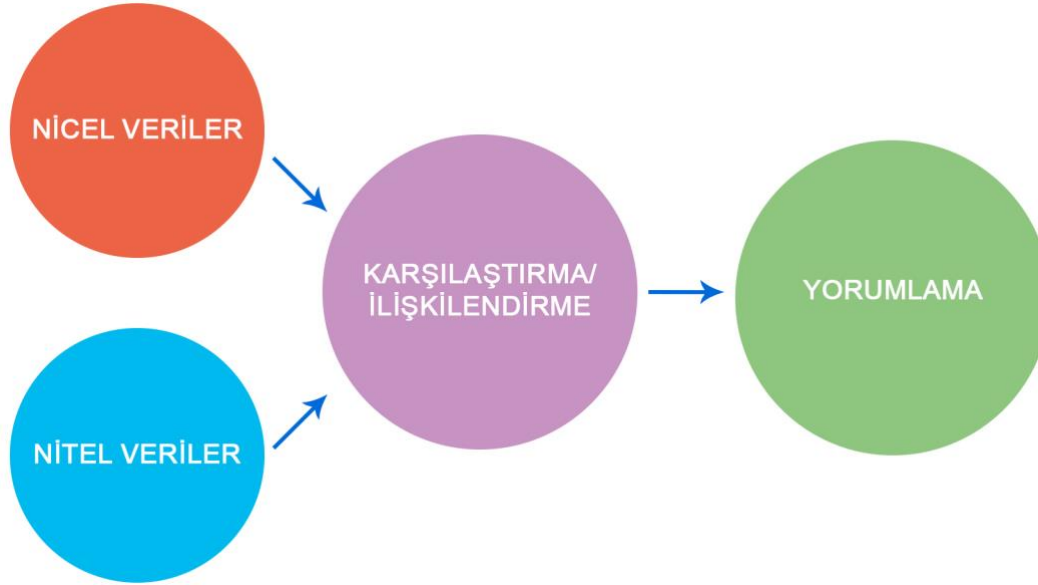 NİCEL VERİLER
NİTEL VERİLER
KARŞILAŞTIRMA/
İLİŞKİLENDİRME
YORUMLAMA